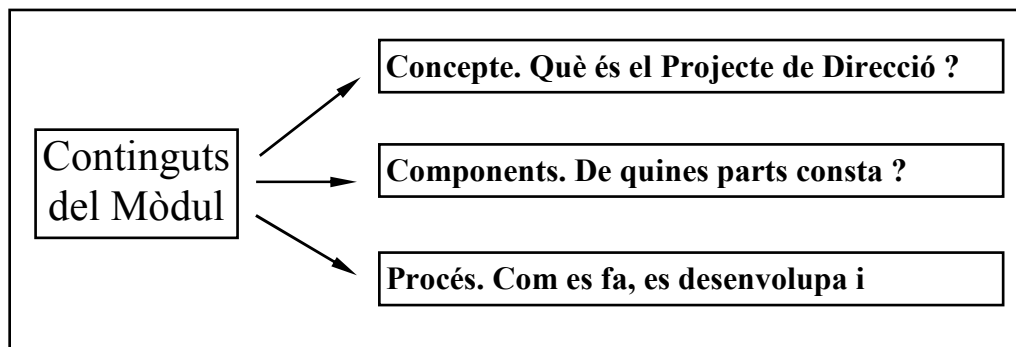 Continguts
del Mòdul
Concepte. Què és el Projecte de Direcció ?
Components. De quines parts consta ?
Procés. Com es fa, es desenvolupa i